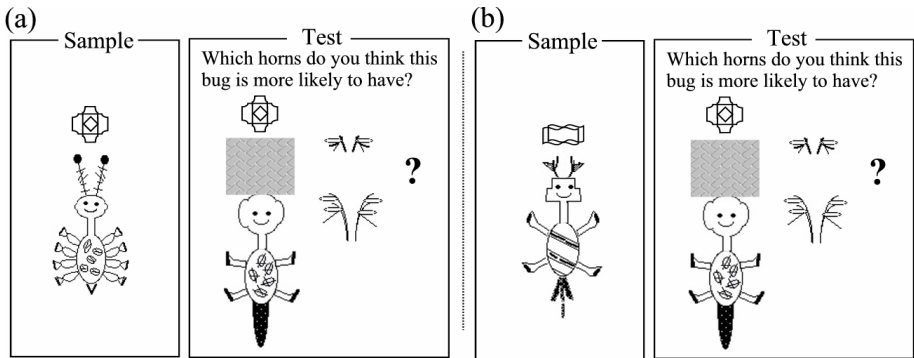 (a)
Sample
Test
Which horns do you think this
bug is more likely to have?
?
(b)
Sample
Test
Which horns do you think this
bug is more likely to have?
?